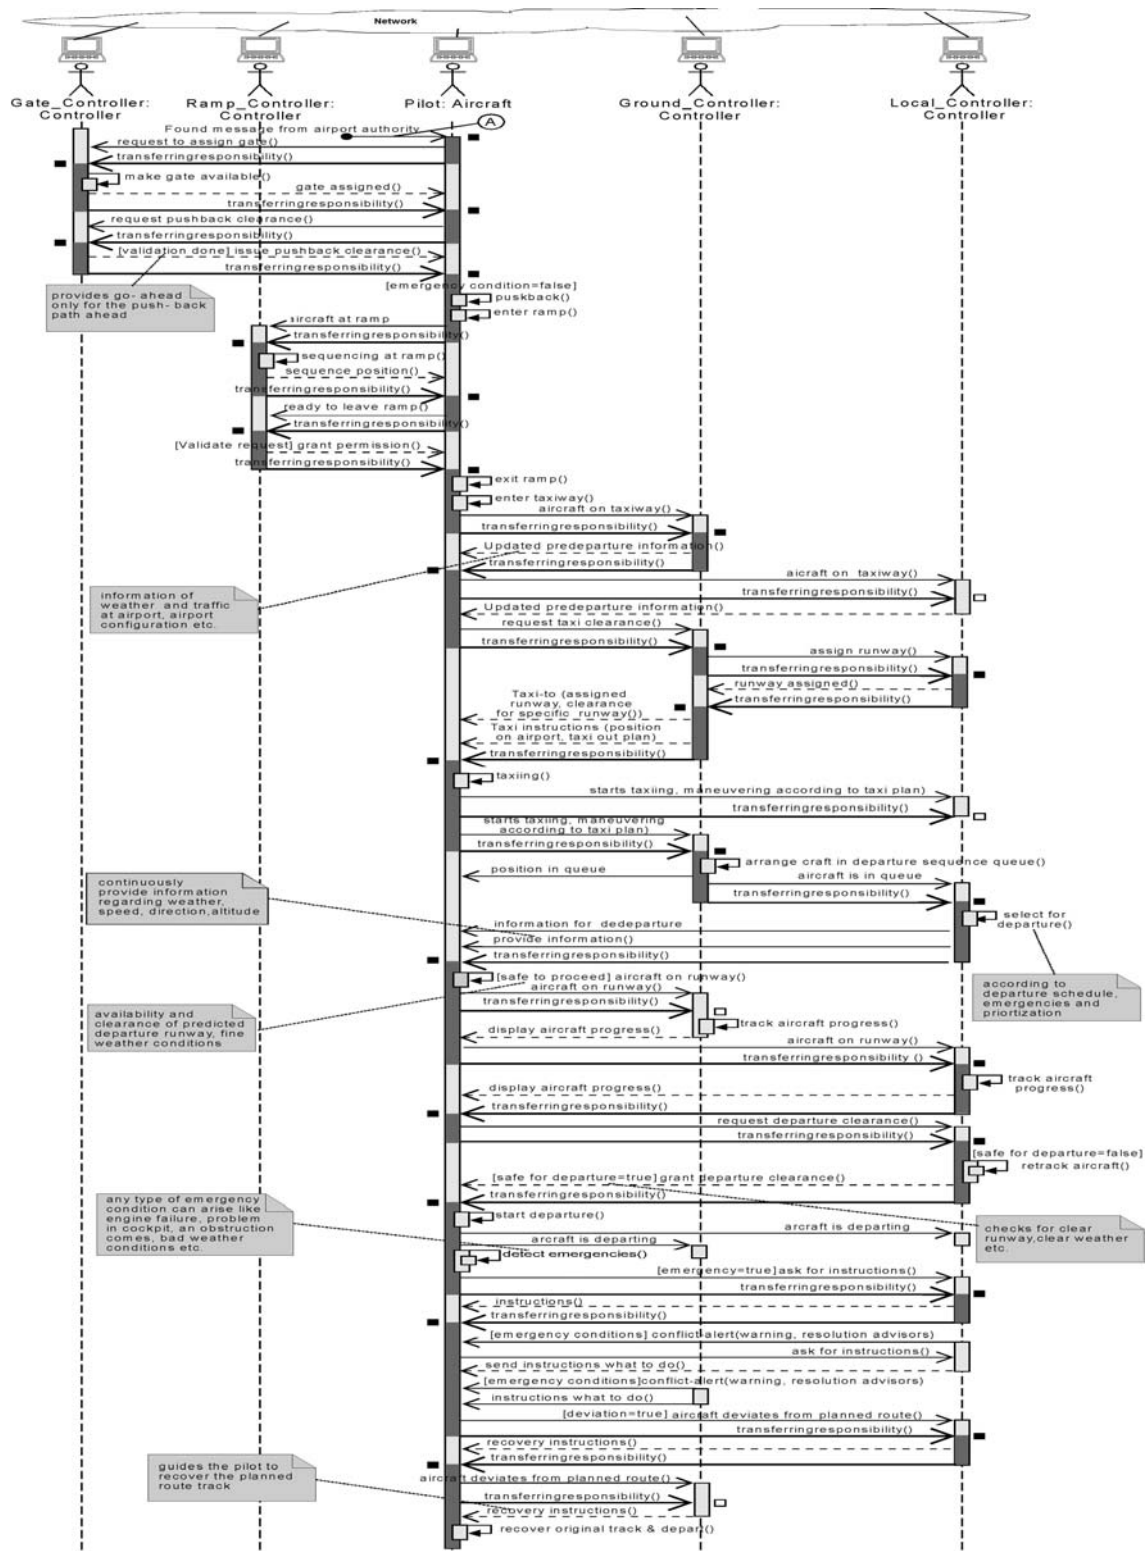 Network
Gate_Controller:
Controller
Ramp_Controller:
Controller
Pilot: Aircraft
Ground_Controller:
Controller
Local_Controller:
Controller
Found message from airport authority
A
request to assign gate()
transferringresponsibility()
make gate available()
gate assigned()
transferringresponsibility()
request pushback clearance()
transferringresponsibility()
[validation done] issue pushback clearance()
transferringresponsibility()
provides go- ahead
only for the push- back
path ahead
[emergency condition=false]
puskback()
enter ramp()
aircraft at ramp
transferringresponsibility()
sequencing at ramp()
sequence position()
transferringresponsibility()
ready to leave ramp()
transferringresponsibility()
[Validate request] grant permission()
transferringresponsibility()
exit ramp()
enter taxiway()
aircraft on taxiway()
transferringresponsibility()
Updated predeparture information()
transferringresponsibility()
information of
weather and traffic
at airport, airport
configuration etc.
aicraft on taxiway()
transferringresponsibility()
Updated predeparture information()
request taxi clearance()
transferringresponsibility()
assign runway()
transferringresponsibility()
runway assigned()
transferringresponsibility()
Taxi-to (assigned
runway, clearance
for specific runway())
Taxi instructions (position
on airport, taxi out plan)
transferringresponsibility()
taxiing()
starts taxiing, maneuvering according to taxi plan)
transferringresponsibility()
starts taxiing, maneuvering
according to taxi plan)
transferringresponsibility()
arrange craft in departure sequence queue()
position in queue
aircraft is in queue
transferringresponsibility()
continuously
provide information
regarding weather,
speed, direction,altitude
select for
departure()
information for dedeparture
provide information()
transferringresponsibility()
[safe to proceed] aircraft on runway()
aircraft on runway()
transferringresponsibility()
according to
departure schedule,
emergencies and
priortization
availability and
clearance of predicted
departure runway, fine
weather conditions
track aircraft progress()
display aircraft progress()
aircraft on runway()
transferringresponsibility ()
track aircraft
progress()
display aircraft progress()
transferringresponsibility()
request departure clearance()
transferringresponsibility()
[safe for departure=false]
retrack aircraft()
[safe for departure=true] grant departure clearance()
transferringresponsibility()
any type of emergency
condition can arise like
engine failure, problem
in cockpit, an obstruction
comes, bad weather
conditions etc.
start departure()
arcraft is departing
checks for clear
runway,clear weather
etc.
arcraft is departing
detect emergencies()
[emergency=true]ask for instructions()
transferringresponsibility()
instructions()
transferringresponsibility()
[emergency conditions] conflict-alert(warning, resolution advisors)
ask for instructions()
send instructions what to do()
[emergency conditions]conflict-alert(warning, resolution advisors)
instructions what to do()
[deviation=true] aircraft deviates from planned route()
transferringresponsibility()
recovery instructions()
transferringresponsibility()
guides the pilot to
recover the planned
route track
aircraft deviates from planned route()
transferringresponsibility()
recovery instructions()
recover original track & depart()